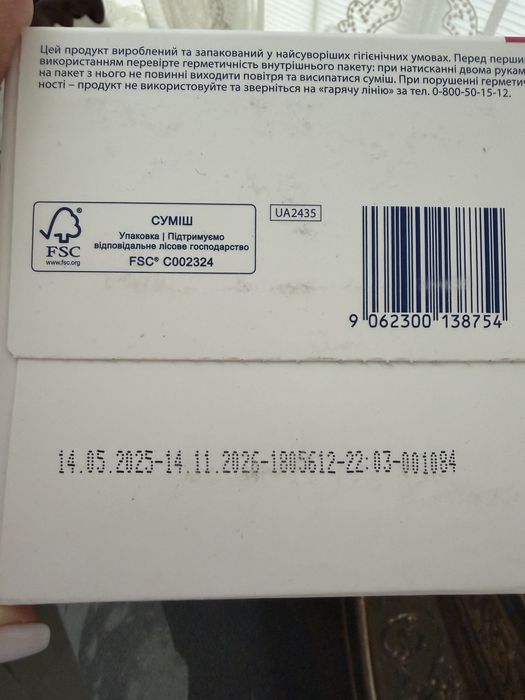 Цей продукт вироблений та запакований у найсуворіших гігієнічних умовах. Перед
використанням перевірте герметичність внутрішнього пакету: при натисканні двома
на пакет з нього не повинні виходити повітря та висипатися суміш. При порушенні
ності – продукт не використовуйте та зверніться на «гарячу лінію» за тел. 0-800-50-15-12.
FSC®
www.fsc.org
СУМІШ
Упаковка | Підтримуємо
відповідальне лісове господарство
FSC® C002324
UA2435
9 062300 138754
14.05.2025-14.11.2026-1805612-22:03-001084